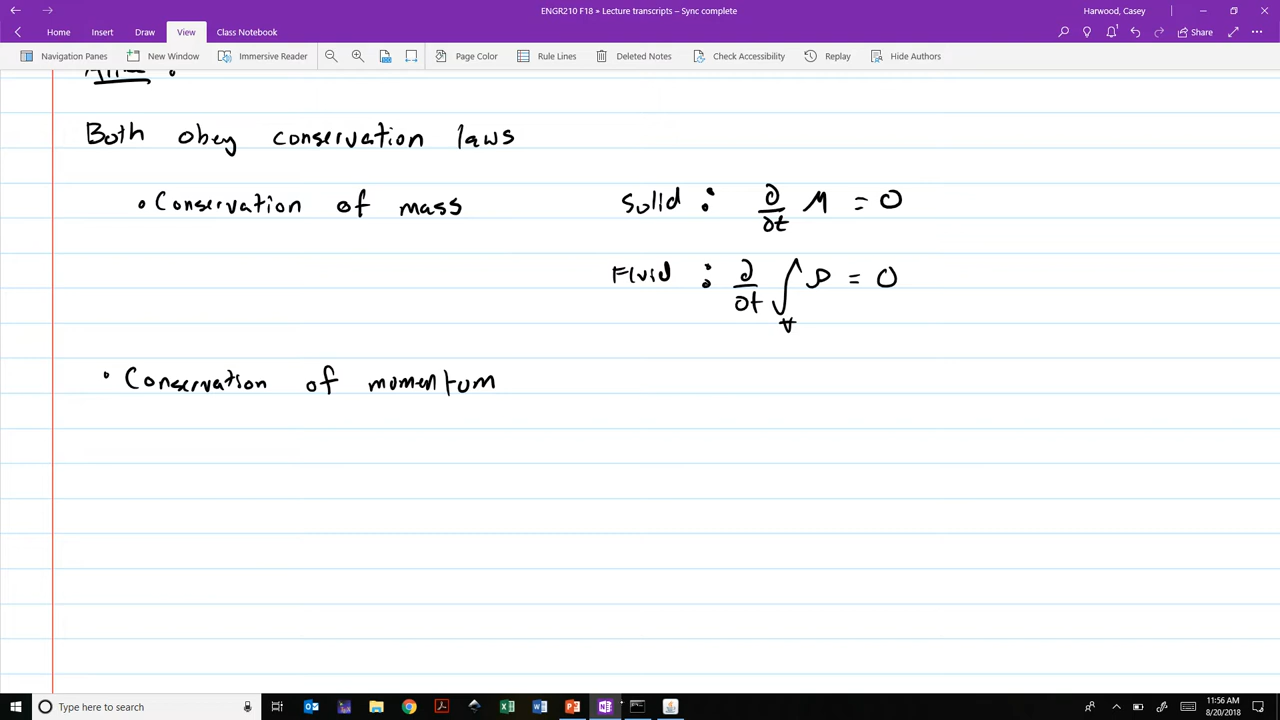 ENGR210 F18 » Lecture transcripts – Sync complete
Harwood, Casey
Home Insert Draw View Class Notebook
Share
Navigation Panes New Window Immersive Reader Page Color Rule Lines Deleted Notes Check Accessibility Replay Hide Authors
Both obey conservation laws
• Conservation of mass Solid : ∂/∂t M = 0
Fluid : ∂/∂t ∫_V ρ = 0
• Conservation of momentum
Type here to search
11:56 AM
8/20/2018